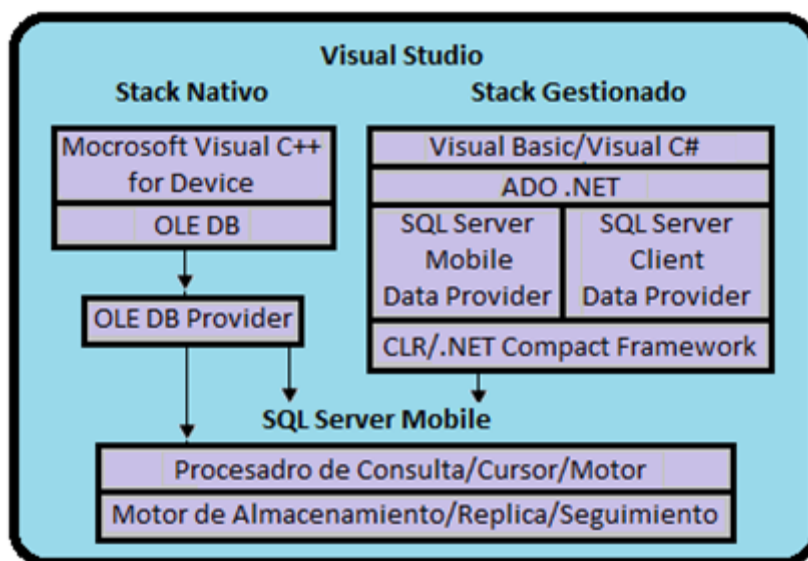 Visual Studio
Stack Nativo
Mocrosoft Visual C++
for Device
OLE DB
OLE DB Provider
Stack Gestionado
Visual Basic/Visual C#
ADO .NET
SQL Server
Mobile
Data Provider
SQL Server
Client
Data Provider
CLR/.NET Compact Framework
SQL Server Mobile
Procesadro de Consulta/Cursor/Motor
Motor de Almacenamiento/Replica/Seguimiento